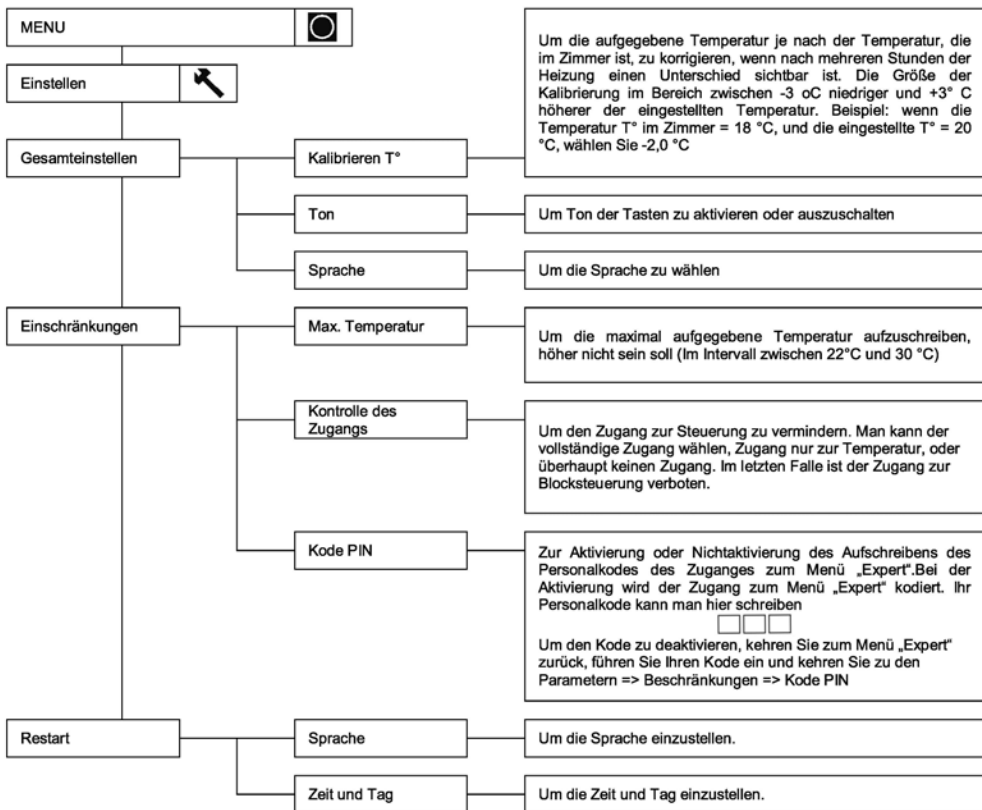 MENU
Einstellen
Gesamteinstellen
Kalibrieren T°
Um die aufgegebene Temperatur je nach der Temperatur, die
im Zimmer ist, zu korrigieren, wenn nach mehreren Stunden der
Heizung einen Unterschied sichtbar ist. Die Größe der
Kalibrierung im Bereich zwischen -3 oC niedriger und +3° C
höherer der eingestellten Temperatur. Beispiel: wenn die
Temperatur T° im Zimmer = 18 °C, und die eingestellte T° = 20
°C, wählen Sie -2,0 °C
Ton
Um Ton der Tasten zu aktivieren oder auszuschalten
Sprache
Um die Sprache zu wählen
Einschränkungen
Max. Temperatur
Um die maximal aufgegebene Temperatur aufzuschreiben,
höher nicht sein soll (Im Intervall zwischen 22°C und 30 °C)
Kontrolle des
Zugangs
Um den Zugang zur Steuerung zu vermindern. Man kann der
vollständige Zugang wählen, Zugang nur zur Temperatur, oder
überhaupt keinen Zugang. Im letzten Falle ist der Zugang zur
Blocksteuerung verboten.
Kode PIN
Zur Aktivierung oder Nichtaktivierung des Aufschreibens des
Personalkodes des Zuganges zum Menü „Expert“.Bei der
Aktivierung wird der Zugang zum Menü „Expert“ kodiert. Ihr
Personalkode kann man hier schreiben
Um den Kode zu deaktivieren, kehren Sie zum Menü „Expert“
zurück, führen Sie Ihren Kode ein und kehren Sie zu den
Parametern => Beschränkungen => Kode PIN
Restart
Sprache
Um die Sprache einzustellen.
Zeit und Tag
Um die Zeit und Tag einzustellen.